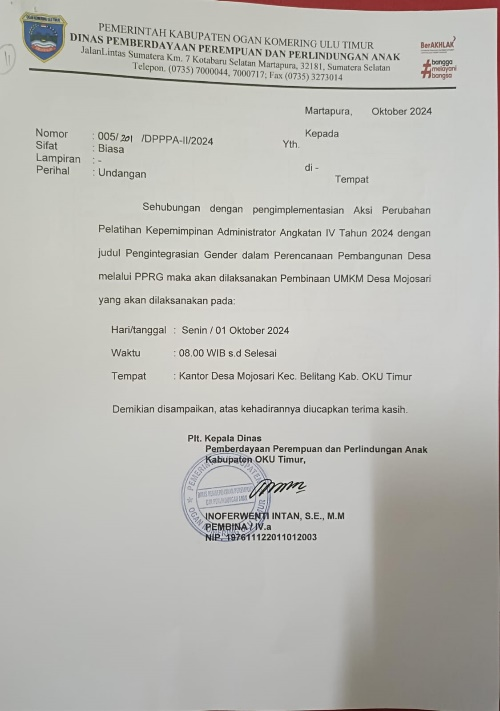 PEMERINTAH KABUPATEN OGAN KOMERING ULU TIMUR
DINAS PEMBERDAYAAN PEREMPUAN DAN PERLINDUNGAN ANAK
JalanLintas Sumatera Km. 7 Kotabaru Selatan Martapura, 32181, Sumatera Selatan
Telepon. (0735) 7000044, 7000717; Fax (0735) 3273014
BerAKHLAK
#bangga
melayani
bangsa
11
Martapura, Oktober 2024
Nomor : 005/201 /DPPPA-II/2024
Sifat : Biasa
Lampiran : -
Perihal : Undangan
Kepada
Yth.
di -
Tempat
Sehubungan dengan pengimplementasian Aksi Perubahan
Pelatihan Kepemimpinan Administrator Angkatan IV Tahun 2024 dengan
judul Pengintegrasian Gender dalam Perencanaan Pembangunan Desa
melalui PPRG maka akan dilaksanakan Pembinaan UMKM Desa Mojosari
yang akan dilaksanakan pada:
Hari/tanggal : Senin / 01 Oktober 2024
Waktu : 08.00 WIB s.d Selesai
Tempat : Kantor Desa Mojosari Kec. Belitang Kab. OKU Timur
Demikian disampaikan, atas kehadirannya diucapkan terima kasih.
Plt. Kepala Dinas
Pemberdayaan Perempuan dan Perlindungan Anak
Kabupaten OKU Timur,
INOFERWENTI INTAN, S.E., M.M
PEMBINA / IV.a
NIP. 197611122011012003